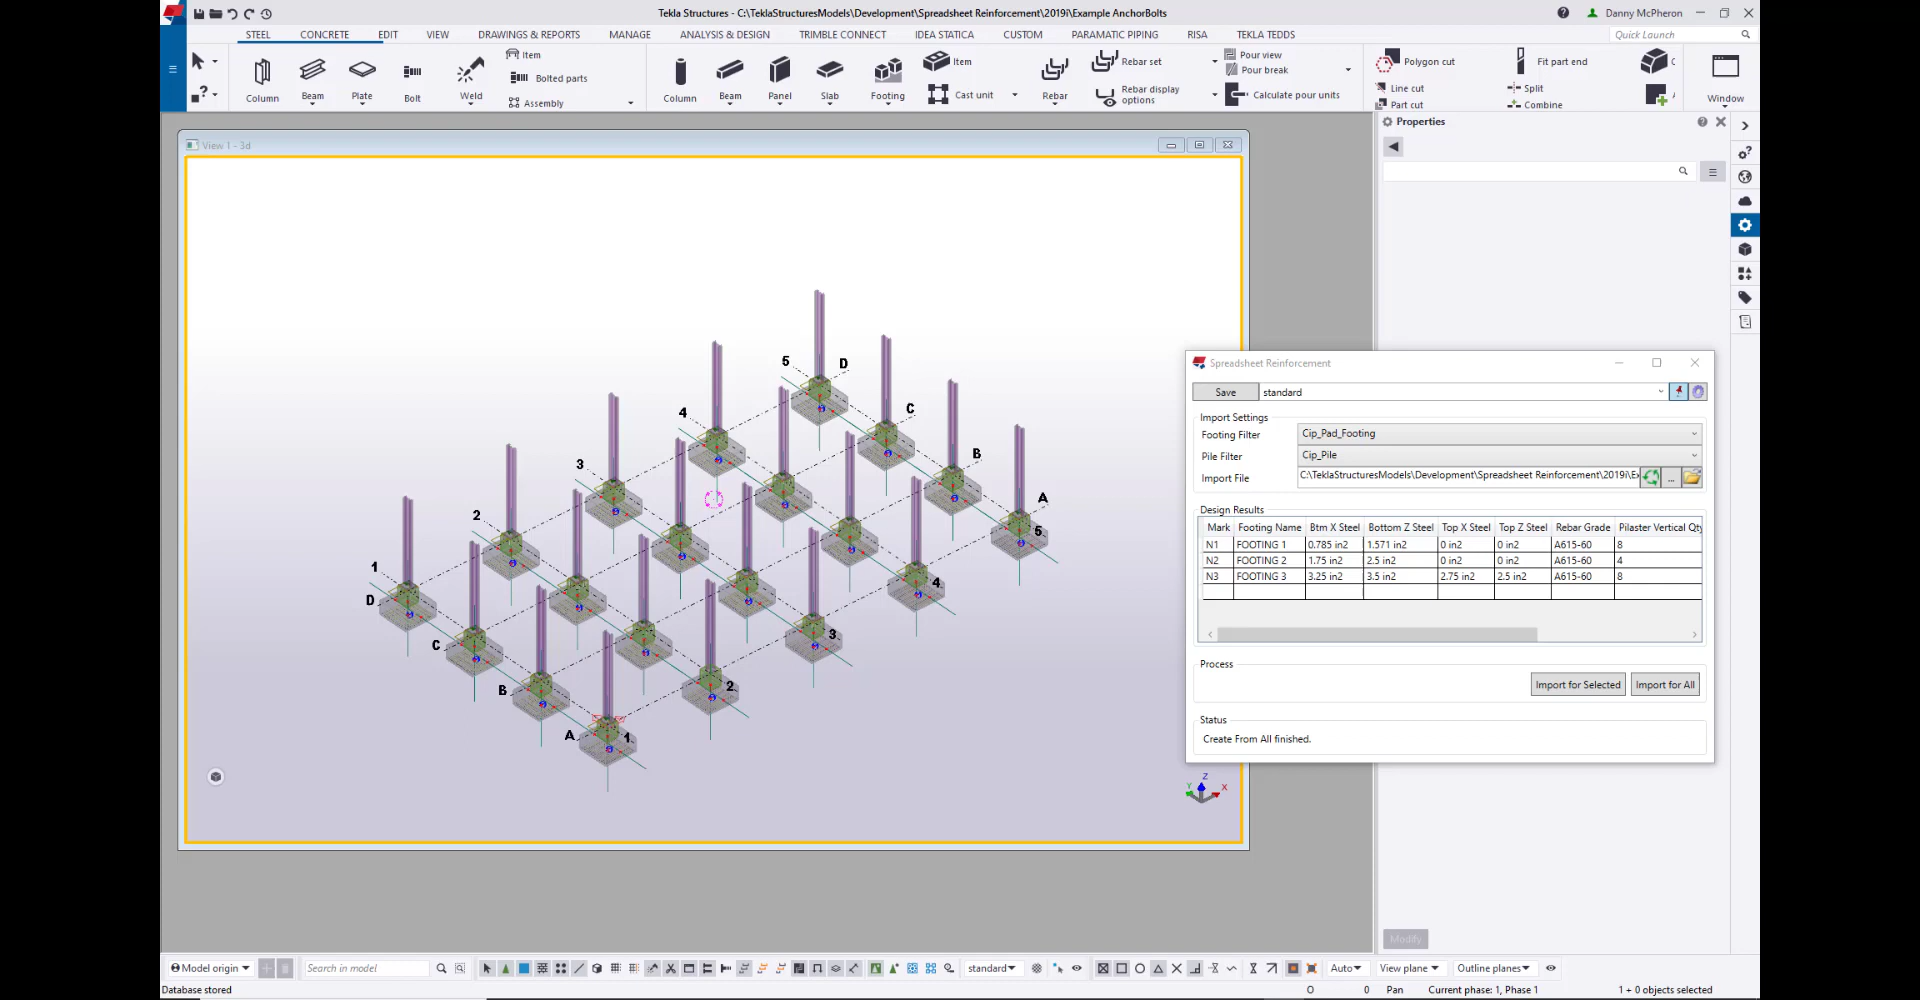 Tekla Structures - C:\TeklaStructuresModels\Development\Spreadsheet Reinforcement\2019i\Example AnchorBolts
Danny McPheron
STEEL CONCRETE EDIT VIEW DRAWINGS & REPORTS MANAGE ANALYSIS & DESIGN TRIMBLE CONNECT IDEA STATICA CUSTOM PARAMATIC PIPING RISA TEKLA TEDDS
Quick Launch
Item
Bolted parts
Assembly
Column Beam Plate Bolt Weld
Column Beam Panel Slab Footing
Item
Cast unit
Rebar
Rebar set
Rebar display options
Pour view
Pour break
Calculate pour units
Polygon cut
Line cut
Part cut
Fit part end
Split
Combine
Window
Properties
View 1 - 3d
5 D
4 C
3 B
2 A
5
1 4
D
C 3
B 2
A 1
Z
Y X
Spreadsheet Reinforcement
Save standard
Import Settings
Footing Filter Cip_Pad_Footing
Pile Filter Cip_Pile
Import File C:\TeklaStructuresModels\Development\Spreadsheet Reinforcement\2019i\Ex ...
Design Results
Mark Footing Name Btm X Steel Bottom Z Steel Top X Steel Top Z Steel Rebar Grade Pilaster Vertical Qty
N1 FOOTING 1 0.785 in2 1.571 in2 0 in2 0 in2 A615-60 8
N2 FOOTING 2 1.75 in2 2.5 in2 0 in2 0 in2 A615-60 4
N3 FOOTING 3 3.25 in2 3.5 in2 2.75 in2 2.5 in2 A615-60 8
Process
Import for Selected Import for All
Status
Create From All finished.
Modify
Model origin Search in model standard Auto View plane Outline planes
Database stored O 0 Pan Current phase: 1, Phase 1 1 + 0 objects selected